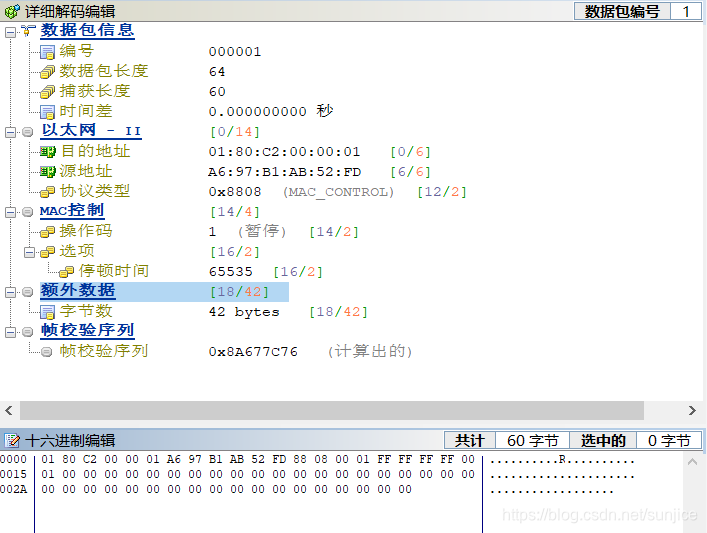 详细解码编辑 数据包编号 1
数据包信息
编号 000001
数据包长度 64
捕获长度 60
时间差 0.000000000 秒
以太网 - II [0/14]
目的地址 01:80:C2:00:00:01 [0/6]
源地址 A6:97:B1:AB:52:FD [6/6]
协议类型 0x8808 (MAC_CONTROL) [12/2]
MAC控制 [14/4]
操作码 1 (暂停) [14/2]
选项 [16/2]
停顿时间 65535 [16/2]
额外数据 [18/42]
字节数 42 bytes [18/42]
帧校验序列
帧校验序列 0x8A677C76 (计算出的)
十六进制编辑 共计 60 字节 选中的 0 字节
0000 01 80 C2 00 00 01 A6 97 B1 AB 52 FD 88 08 00 01 FF FF FF FF 00 ..........R..........
0015 01 00 00 00 00 00 00 00 00 00 00 00 00 00 00 00 00 00 00 00 00 .....................
002A 00 00 00 00 00 00 00 00 00 00 00 00 00 00 00 00 00 00 ..................
https://blog.csdn.net/sunjice